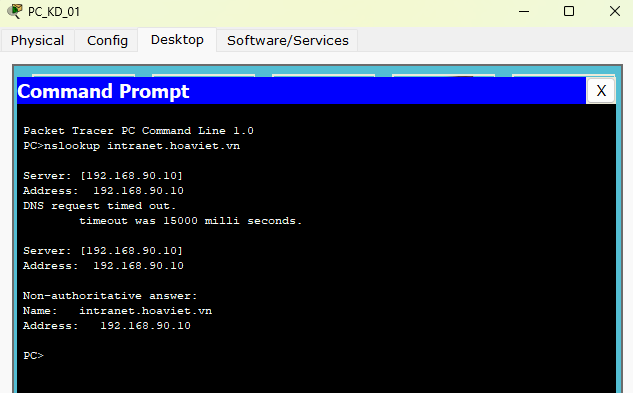 PC_KD_01
Physical Config Desktop Software/Services
Command Prompt X
Packet Tracer PC Command Line 1.0
PC>nslookup intranet.hoaviet.vn
Server: [192.168.90.10]
Address:  192.168.90.10
DNS request timed out.
        timeout was 15000 milli seconds.
Server: [192.168.90.10]
Address:  192.168.90.10
Non-authoritative answer:
Name:   intranet.hoaviet.vn
Address:   192.168.90.10
PC>